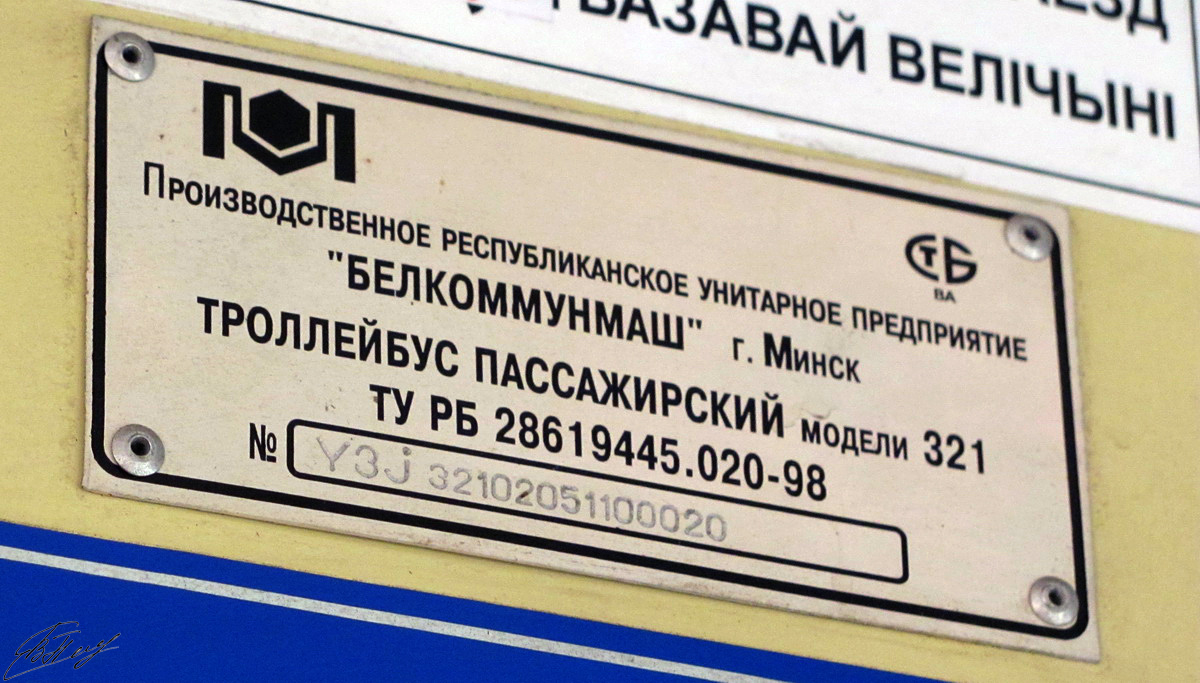 БАЗАВАЙ ВЕЛІЧЫНІ
СТБ
ВА
Производственное республиканское унитарное предприятие
"БЕЛКОММУНМАШ" г. Минск
ТРОЛЛЕЙБУС ПАССАЖИРСКИЙ модели 321
ТУ РБ 28619445.020-98
№ Y3J 32102051100020